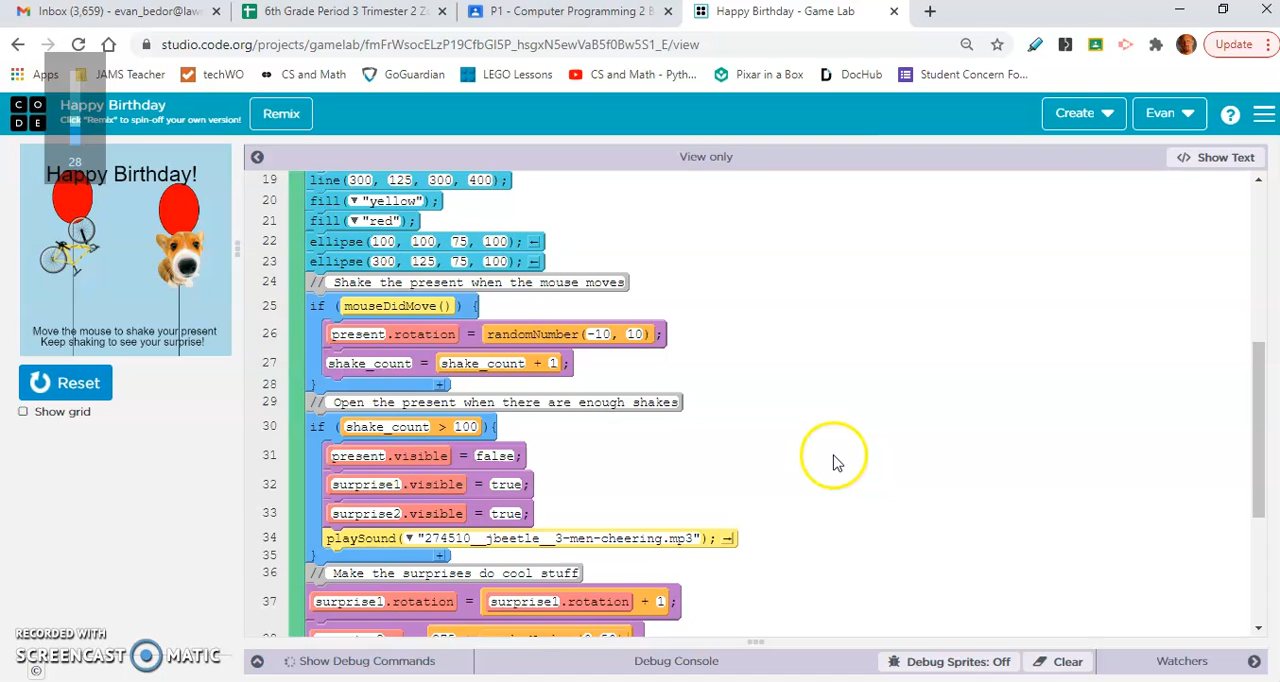 Inbox (3,659) - evan_bedor@law
6th Grade Period 3 Trimester 2 Z
P1 - Computer Programming 2 B
Happy Birthday - Game Lab
studio.code.org/projects/gamelab/fmFrWsocELzP19CfbGI5P_hsgxN5ewVaB5f0Bw5S1_E/view
Update
Apps
JAMS Teacher
techWO
CS and Math
GoGuardian
LEGO Lessons
CS and Math - Pyth...
Pixar in a Box
DocHub
Student Concern Fo...
C O
D E
Happy Birthday
Click "Remix" to spin-off your own version!
Remix
Create
Evan
?
28
View only
</> Show Text
Happy Birthday!
Move the mouse to shake your present
Keep shaking to see your surprise!
Reset
Show grid
19 line(300, 125, 300, 400);
20 fill("yellow");
21 fill("red");
22 ellipse(100, 100, 75, 100);
23 ellipse(300, 125, 75, 100);
24 // Shake the present when the mouse moves
25 if (mouseDidMove()) {
26 present.rotation = randomNumber(-10, 10);
27 shake_count = shake_count + 1;
28 }
29 // Open the present when there are enough shakes
30 if (shake_count > 100){
31 present.visible = false;
32 surprise1.visible = true;
33 surprise2.visible = true;
34 playSound("274510__jbeetle__3-men-cheering.mp3");
35 }
36 // Make the surprises do cool stuff
37 surprise1.rotation = surprise1.rotation + 1;
RECORDED WITH
SCREENCAST MATIC
©
Show Debug Commands
Debug Console
Debug Sprites: Off
Clear
Watchers